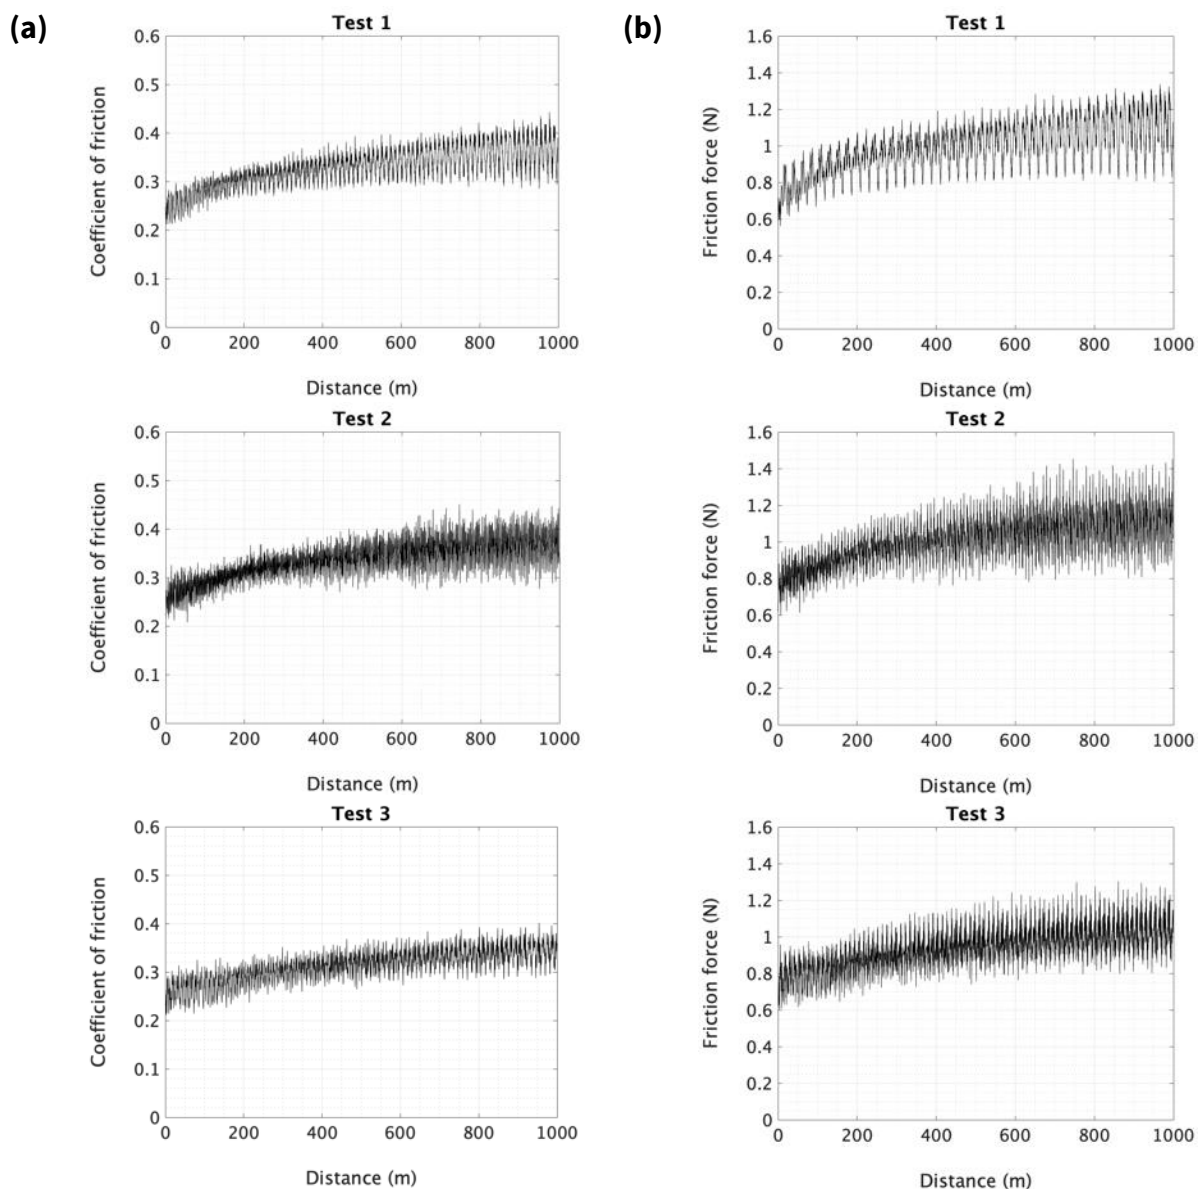 (a)
Test 1
0.6
0.5
0.4
0.3
0.2
0.1
0
Coefficient of friction
0 200 400 600 800 1000
Distance (m)
Test 2
0.6
0.5
0.4
0.3
0.2
0.1
0
Coefficient of friction
0 200 400 600 800 1000
Distance (m)
Test 3
0.6
0.5
0.4
0.3
0.2
0.1
0
Coefficient of friction
0 200 400 600 800 1000
Distance (m)
(b)
Test 1
1.6
1.4
1.2
1
0.8
0.6
0.4
0.2
0
Friction force (N)
0 200 400 600 800 1000
Distance (m)
Test 2
1.6
1.4
1.2
1
0.8
0.6
0.4
0.2
0
Friction force (N)
0 200 400 600 800 1000
Distance (m)
Test 3
1.6
1.4
1.2
1
0.8
0.6
0.4
0.2
0
Friction force (N)
0 200 400 600 800 1000
Distance (m)